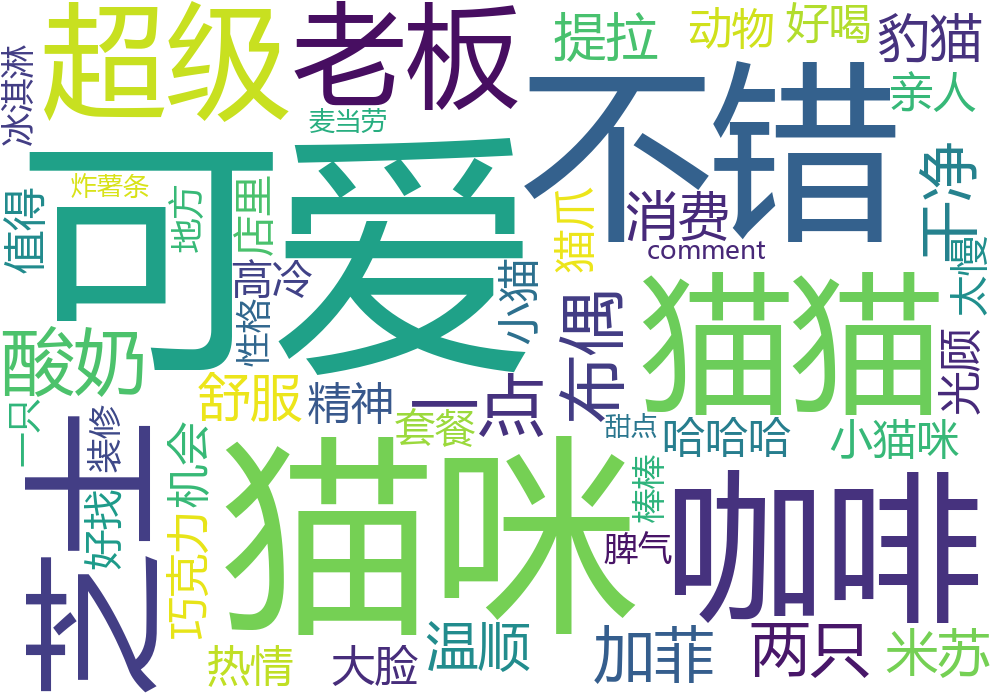 超级
老板
提拉
动物
好喝
豹猫
冰淇淋
麦当劳
不错
亲人
可爱
炸薯条
值得
地方
店里
高冷
性格
小猫
猫爪
消费
comment
干净
太慢
酸奶
舒服
精神
一点
布偶
猫猫
光顾
一只
装修
套餐
甜点
哈哈哈
小猫咪
芝士
好找
机会
猫咪
棒棒
脾气
咖啡
巧克力
热情
大脸
温顺
加菲
两只
米苏